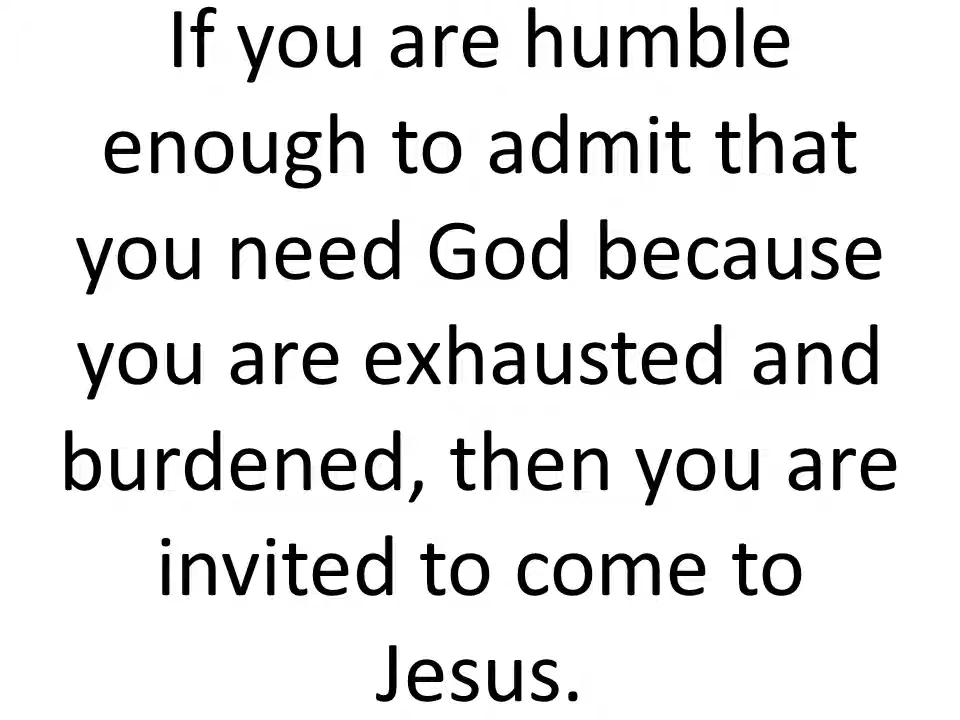 If you are humble
enough to admit that
you need God because
you are exhausted and
burdened, then you are
invited to come to
Jesus.